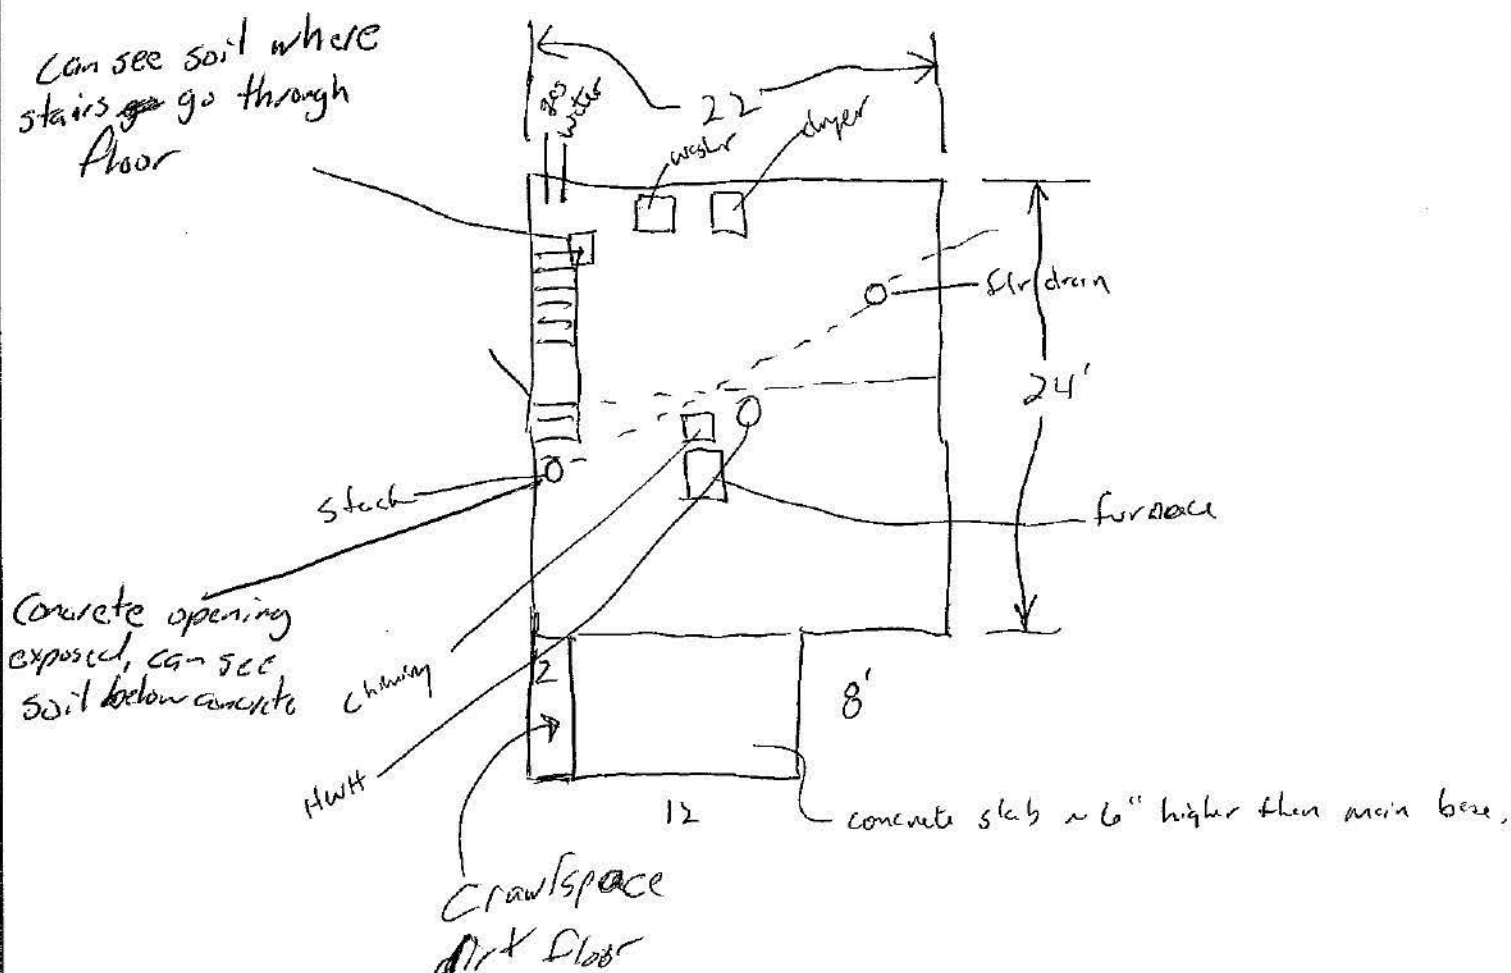 Can see soil where
stairs go through
floor
gas
water
22
washr
dryer
flr drain
24'
stack
furnace
Concrete opening
exposed, can see
soil below concrete
chimney
HWH
2
8'
12
concrete slab ~ 6" higher then main base.
Crawlspace
dirt floor